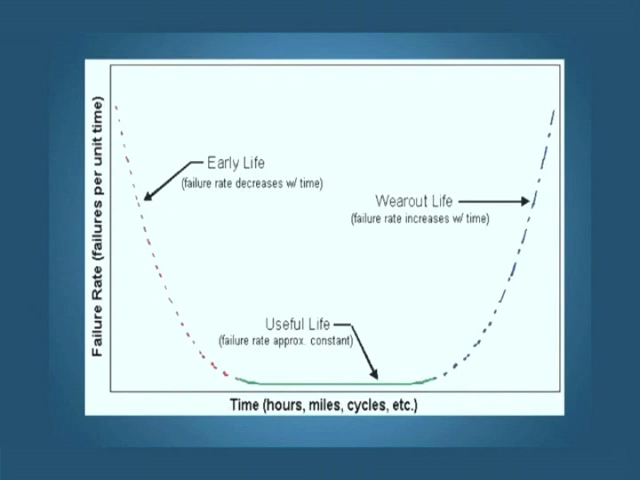 Failure Rate (failures per unit time)
Early Life
(failure rate decreases w/ time)
Wearout Life
(failure rate increases w/ time)
Useful Life
(failure rate approx. constant)
Time (hours, miles, cycles, etc.)